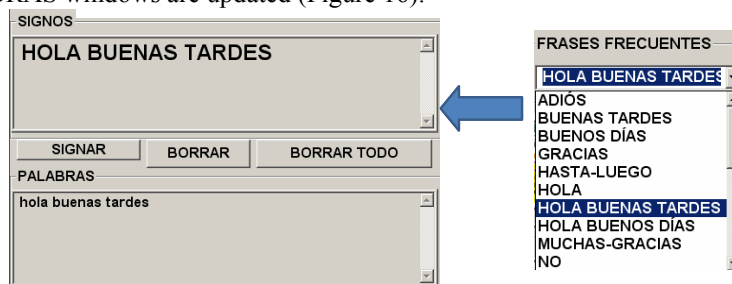 windows are updated (Figure 16).
SIGNOS
HOLA BUENAS TARDES
SIGNAR BORRAR BORRAR TODO
PALABRAS
hola buenas tardes
FRASES FRECUENTES
HOLA BUENAS TARDES
ADIÓS
BUENAS TARDES
BUENOS DÍAS
GRACIAS
HASTA-LUEGO
HOLA
HOLA BUENAS TARDES
HOLA BUENOS DÍAS
MUCHAS-GRACIAS
NO